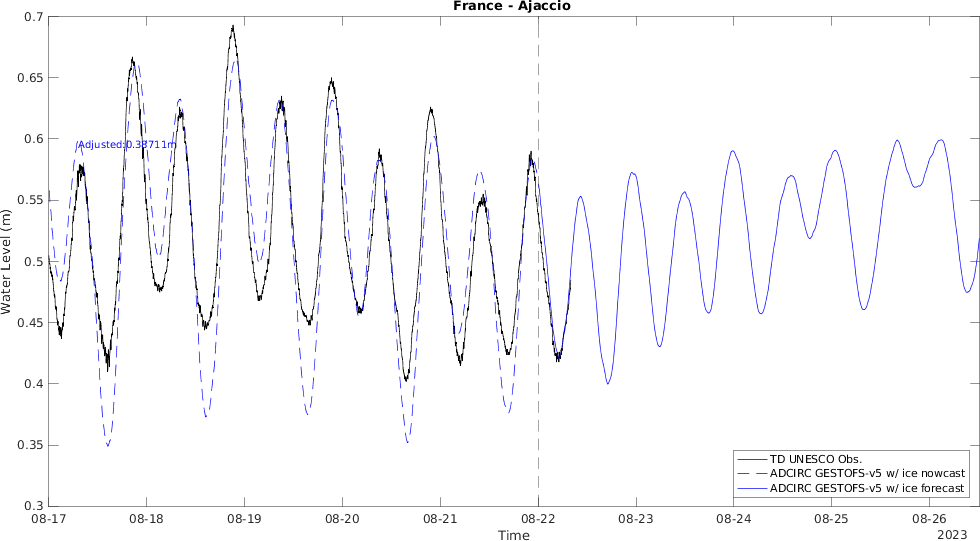 France - Ajaccio
0.7
0.65
0.6
0.55
0.5
0.45
0.4
0.35
0.3
Water Level (m)
Adjusted:0.33711m
TD UNESCO Obs.
ADCIRC GESTOFS-v5 w/ ice nowcast
ADCIRC GESTOFS-v5 w/ ice forecast
08-17 08-18 08-19 08-20 08-21 08-22 08-23 08-24 08-25 08-26
Time
2023